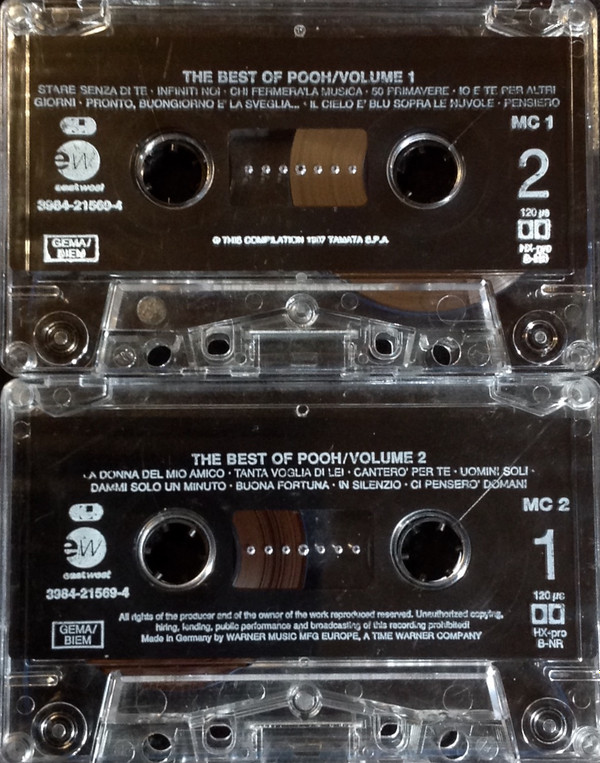 THE BEST OF POOH/VOLUME 1
STARE SENZA DI TE · INFINITI NOI · CHI FERMERA'LA MUSICA · 50 PRIMAVERE · IO E TE PER ALTRI
GIORNI · PRONTO, BUONGIORNO E' LA SVEGLIA... · IL CIELO E' BLU SOPRA LE NUVOLE · PENSIERO
MC 1
2
ew
eastwest
3984-21569-4
120 µs
HX-pro
B-NR
GEMA/
BIEM
℗ THIS COMPILATION 1997 TAMATA S.P.A
THE BEST OF POOH/VOLUME 2
LA DONNA DEL MIO AMICO · TANTA VOGLIA DI LEI · CANTERO' PER TE · UOMINI SOLI ·
DAMMI SOLO UN MINUTO · BUONA FORTUNA · IN SILENZIO · CI PENSERO' DOMANI
MC 2
1
ew
eastwest
3984-21569-4
120 µs
HX-pro
B-NR
GEMA/
BIEM
All rights of the producer and of the owner of the work reproduced reserved. Unauthorized copying,
hiring, lending, public performance and broadcasting of this recording prohibited!
Made in Germany by WARNER MUSIC MFG EUROPE, A TIME WARNER COMPANY